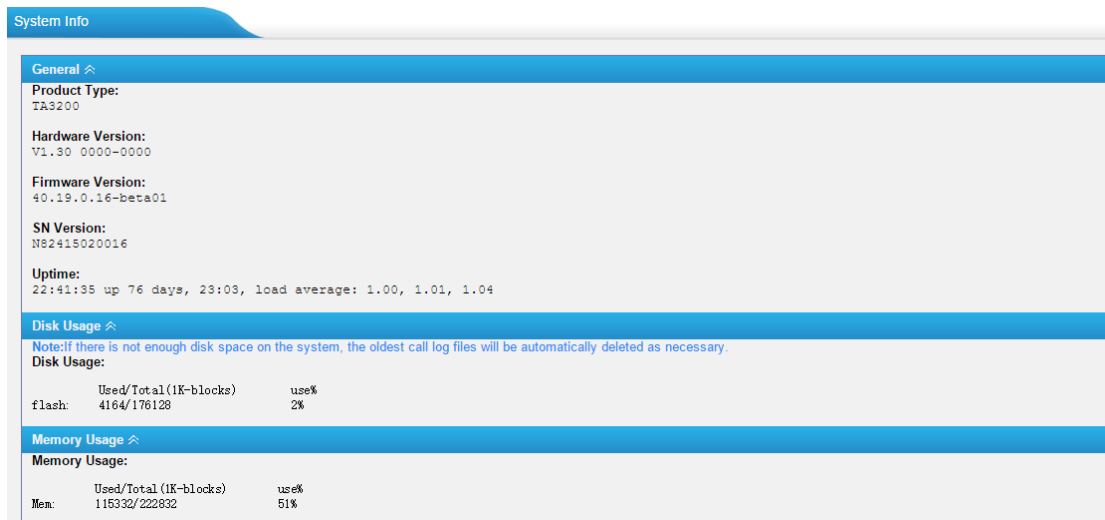 System Info
General
Product Type:
TA3200
Hardware Version:
V1.30 0000-0000
Firmware Version:
40.19.0.16-beta01
SN Version:
N82415020016
Uptime:
22:41:35 up 76 days, 23:03, load average: 1.00, 1.01, 1.04
Disk Usage
Note:If there is not enough disk space on the system, the oldest call log files will be automatically deleted as necessary.
Disk Usage:
Used/Total(1K-blocks) use%
flash: 4164/176128 2%
Memory Usage
Memory Usage:
Used/Total(1K-blocks) use%
Mem: 115332/222832 51%